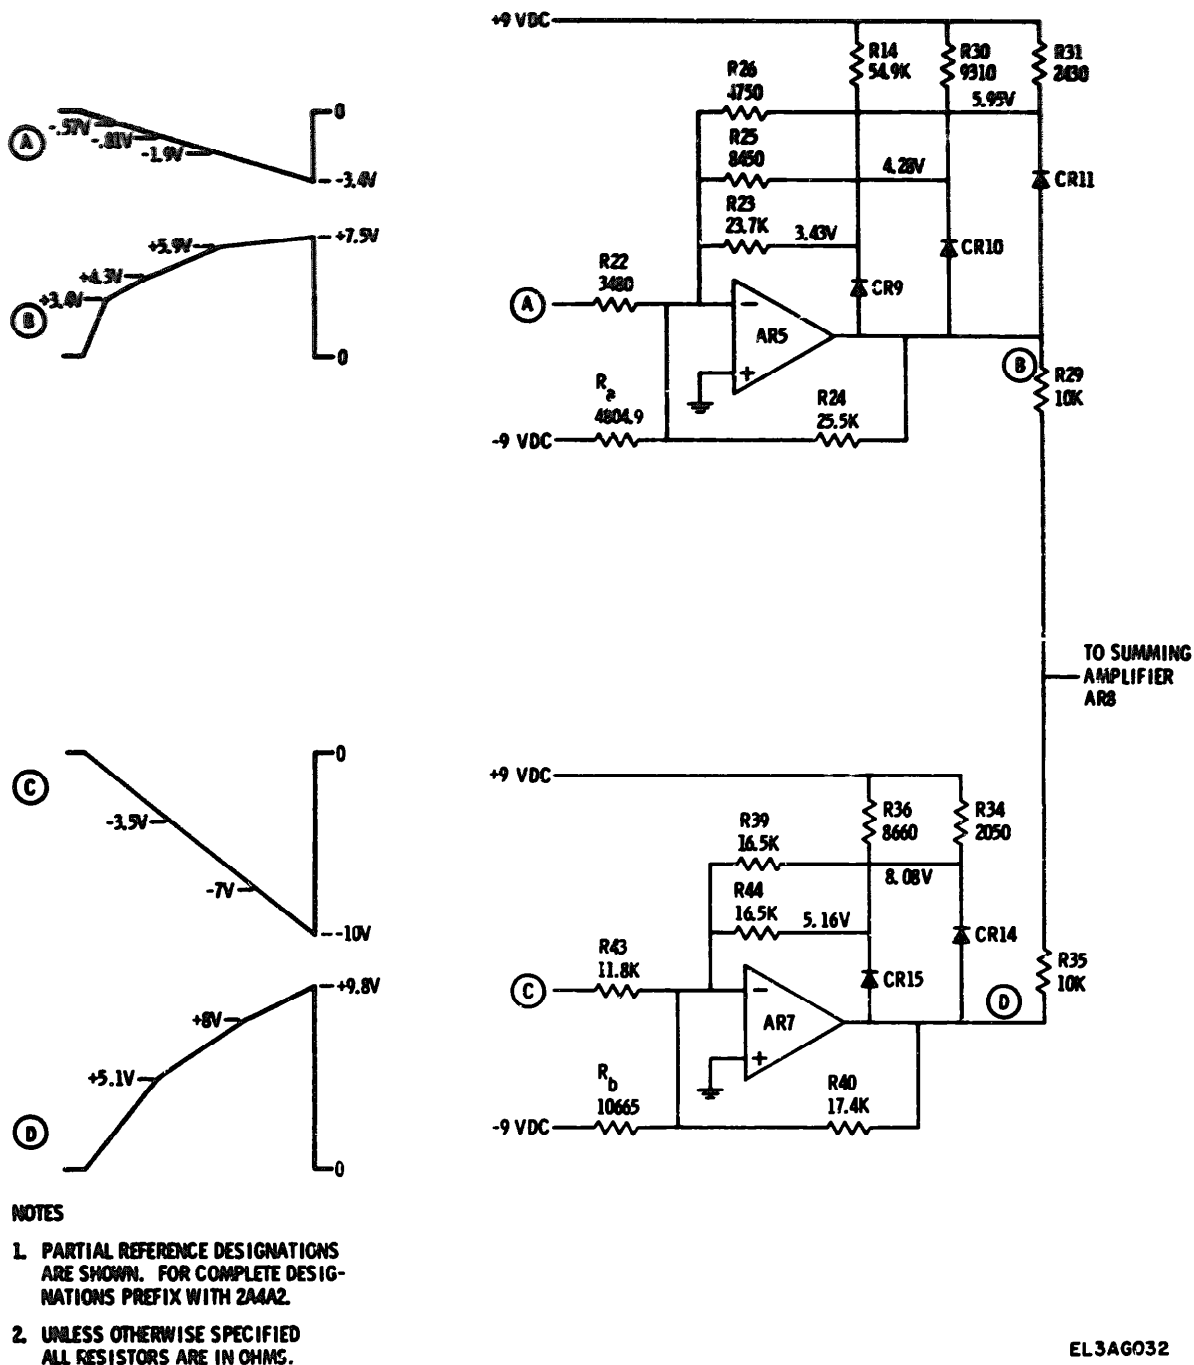 +9 VDC
R14
54.9K
R30
9310
R31
2430
R26
4750
5.95V
R25
8450
4.28V
CR11
R23
23.7K
3.43V
CR10
R22
3480
CR9
A
AR5
B
R29
10K
Ra
4804.9
R24
25.5K
-9 VDC
A
0
-.57V
-.81V
-1.9V
-3.4V
B
+7.5V
+5.9V
+4.3V
+3.4V
0
TO SUMMING
AMPLIFIER
AR8
C
0
-3.5V
-7V
-10V
D
+9.8V
+8V
+5.1V
0
+9 VDC
R36
8660
R34
2050
R39
16.5K
8.08V
R44
16.5K
5.16V
CR14
R43
11.8K
CR15
C
AR7
D
R35
10K
Rb
10665
R40
17.4K
-9 VDC
NOTES
1. PARTIAL REFERENCE DESIGNATIONS
ARE SHOWN. FOR COMPLETE DESIG-
NATIONS PREFIX WITH 2A4A2.
2. UNLESS OTHERWISE SPECIFIED
ALL RESISTORS ARE IN OHMS.
EL3AG032